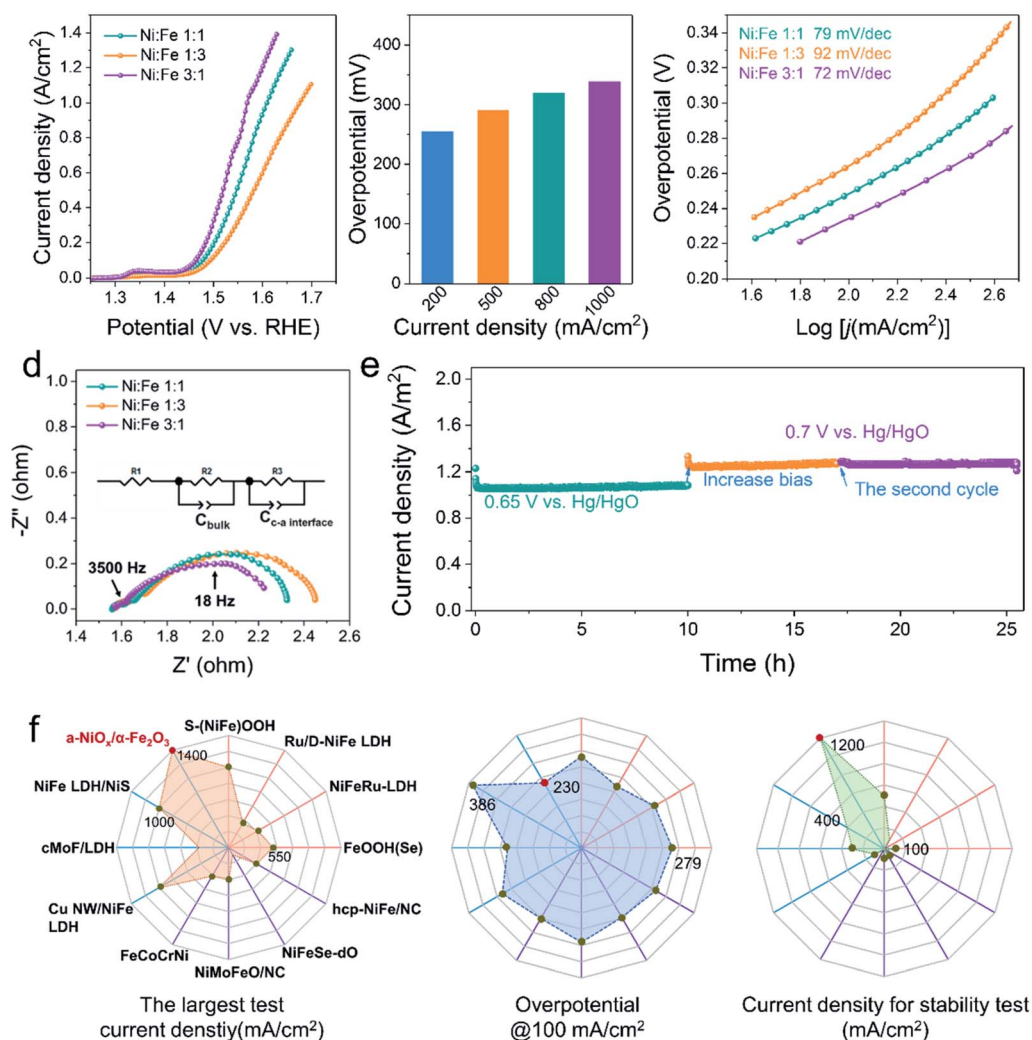 Current density (A/cm²)
1.4
1.2
1.0
0.8
0.6
0.4
0.2
0.0
Ni:Fe 1:1
Ni:Fe 1:3
Ni:Fe 3:1
1.3
1.5
1.6
1.7
Potential (V vs. RHE)
Overpotential (mV)
400
300
200
100
0
200
500
800
1000
Current density (mA/cm²)
Overpotential (V)
0.34
0.32
0.30
0.28
0.26
0.24
0.22
0.20
Ni:Fe 1:1 79 mV/dec
Ni:Fe 1:3 92 mV/dec
Ni:Fe 3:1 72 mV/dec
1.6
1.8
2.0
2.2
2.4
2.6
Log [j(mA/cm²)]
d
-Z'' (ohm)
1.0
0.8
0.6
0.4
0.2
0.0
Ni:Fe 1:1
Ni:Fe 1:3
Ni:Fe 3:1
R1
R2
R3
C bulk
C c-a interface
3500 Hz
18 Hz
1.4
1.6
1.8
2.0
2.2
2.4
2.6
Z' (ohm)
e
Current density (A/m²)
2.0
1.6
1.2
0.8
0.4
0.0
0.65 V vs. Hg/HgO
Increase bias
0.7 V vs. Hg/HgO
The second cycle
0
5
10
15
20
25
Time (h)
f
a-NiOₓ/α-Fe₂O₃
S-(NiFe)OOH
Ru/D-NiFe LDH
NiFeRu-LDH
FeOOH(Se)
hcp-NiFe/NC
NiFeSe-dO
NiMoFeO/NC
FeCoCrNi
Cu NW/NiFe
LDH
cMoF/LDH
NiFe LDH/NiS
1400
1000
550
The largest test
current denstiy(mA/cm²)
386
230
279
Overpotential
@100 mA/cm²
1200
400
100
Current density for stability test
(mA/cm²)